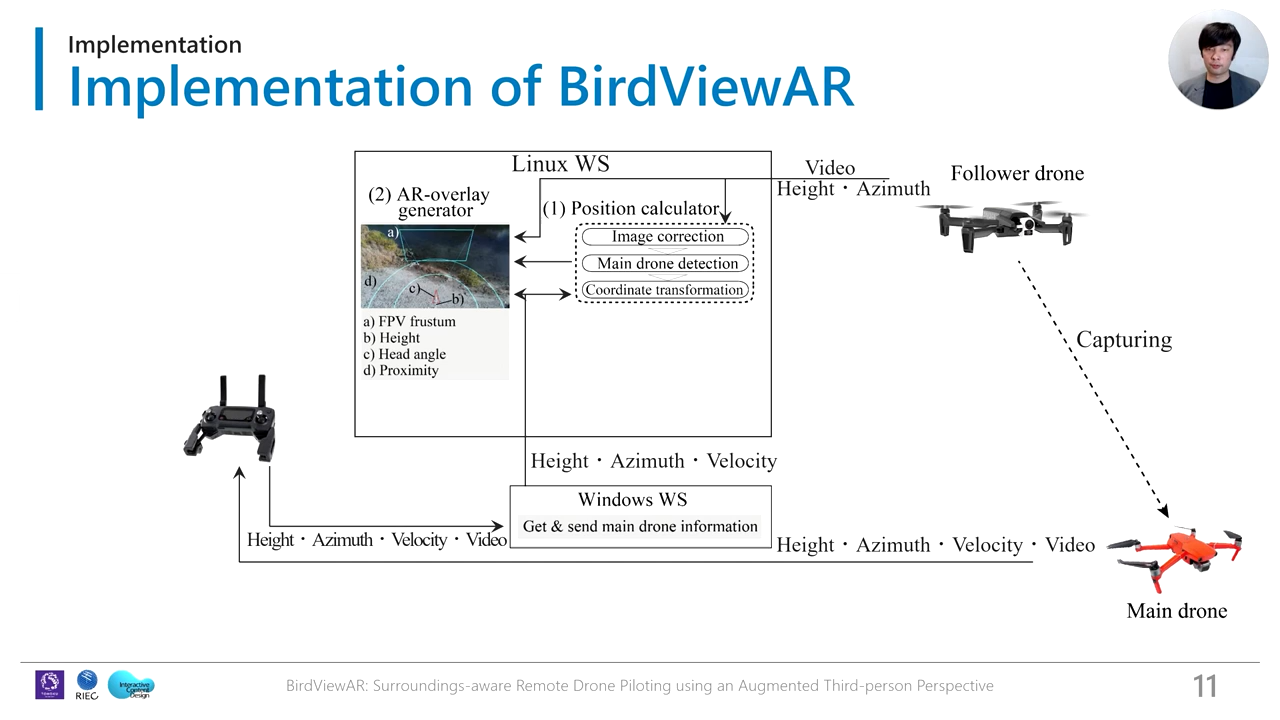 Implementation
Implementation of BirdViewAR
Linux WS
(2) AR-overlay
generator
(1) Position calculator
Image correction
Main drone detection
Coordinate transformation
a)
d)
c)
b)
a) FPV frustum
b) Height
c) Head angle
d) Proximity
Video
Height・Azimuth
Follower drone
Capturing
Height・Azimuth・Velocity
Windows WS
Get & send main drone information
Height・Azimuth・Velocity・Video
Height・Azimuth・Velocity・Video
Main drone
RIEC
Interactive
Content
Design
BirdViewAR: Surroundings-aware Remote Drone Piloting using an Augmented Third-person Perspective
11